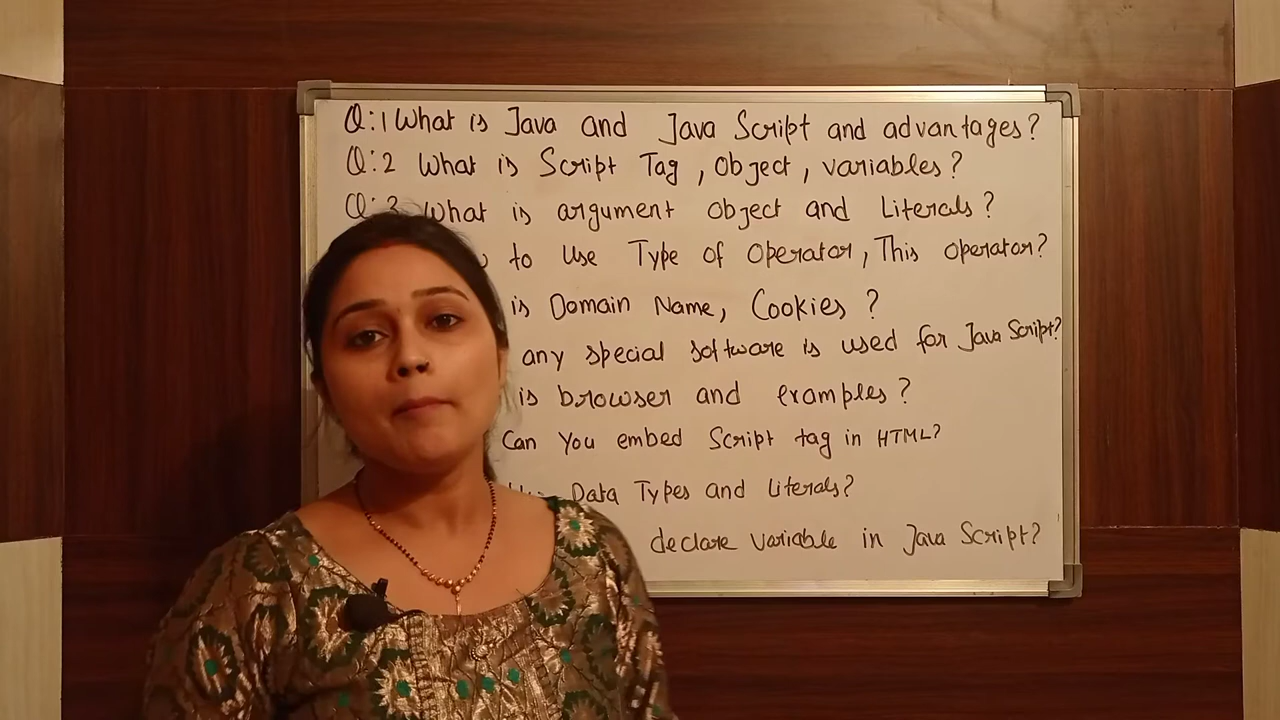 Q:1 What is Java and Java Script and advantages?
Q:2 What is Script Tag, Object, variables?
Q:3 What is argument object and Literals?
to Use Type of Operator, This operator?
is Domain Name, Cookies ?
any special software is used for Java Script?
is browser and examples?
Can You embed Script tag in HTML?
Data Types and Literals?
declare variable in Java Script?